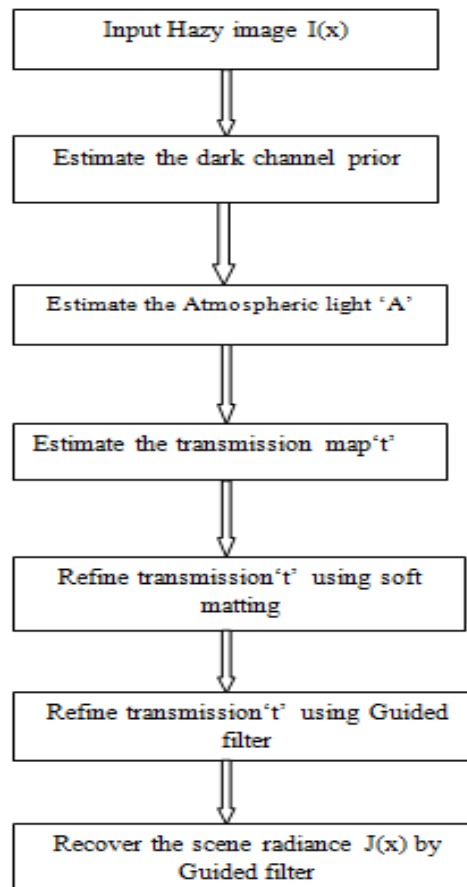 Input Hazy image I(x)
Estimate the dark channel prior
Estimate the Atmospheric light ‘A’
Estimate the transmission map‘t’
Refine transmission‘t’ using soft
matting
Refine transmission‘t’ using Guided
filter
Recover the scene radiance J(x) by
Guided filter